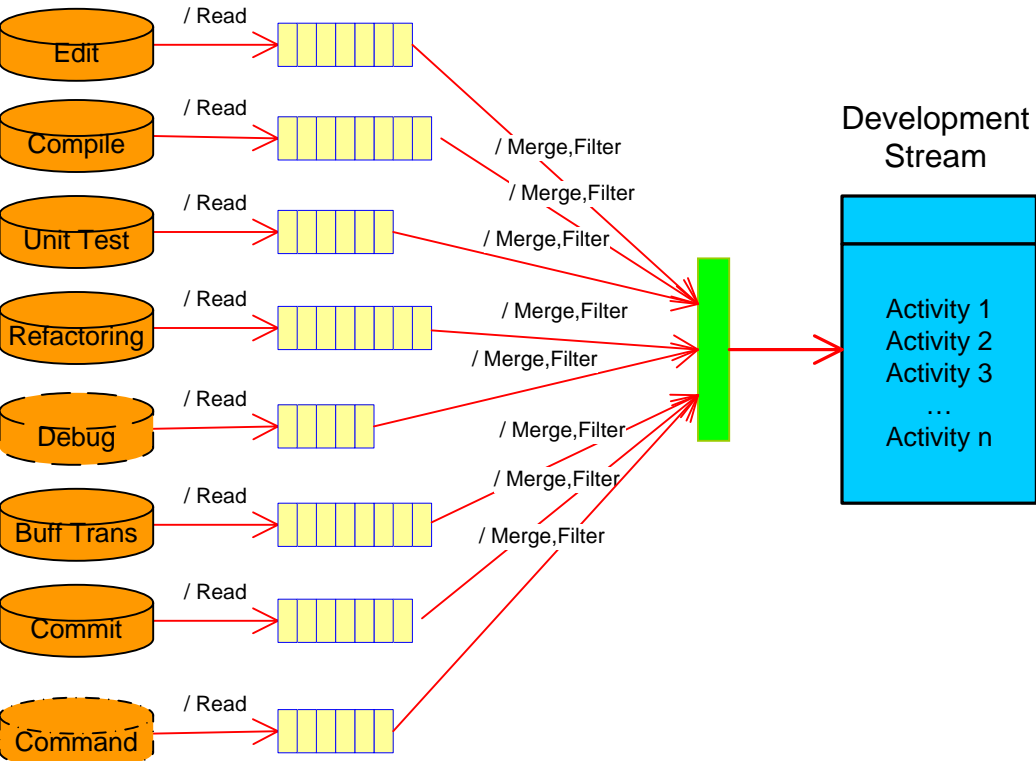 / Read
Edit
/ Read
Compile
/ Merge,Filter
Development
Stream
/ Merge,Filter
/ Read
Unit Test
/ Merge,Filter
/ Read
Refactoring
/ Merge,Filter
Activity 1
Activity 2
Activity 3
...
Activity n
/ Merge,Filter
/ Read
Debug
/ Merge,Filter
/ Read
Buff Trans
/ Merge,Filter
/ Merge,Filter
/ Read
Commit
/ Read
Command